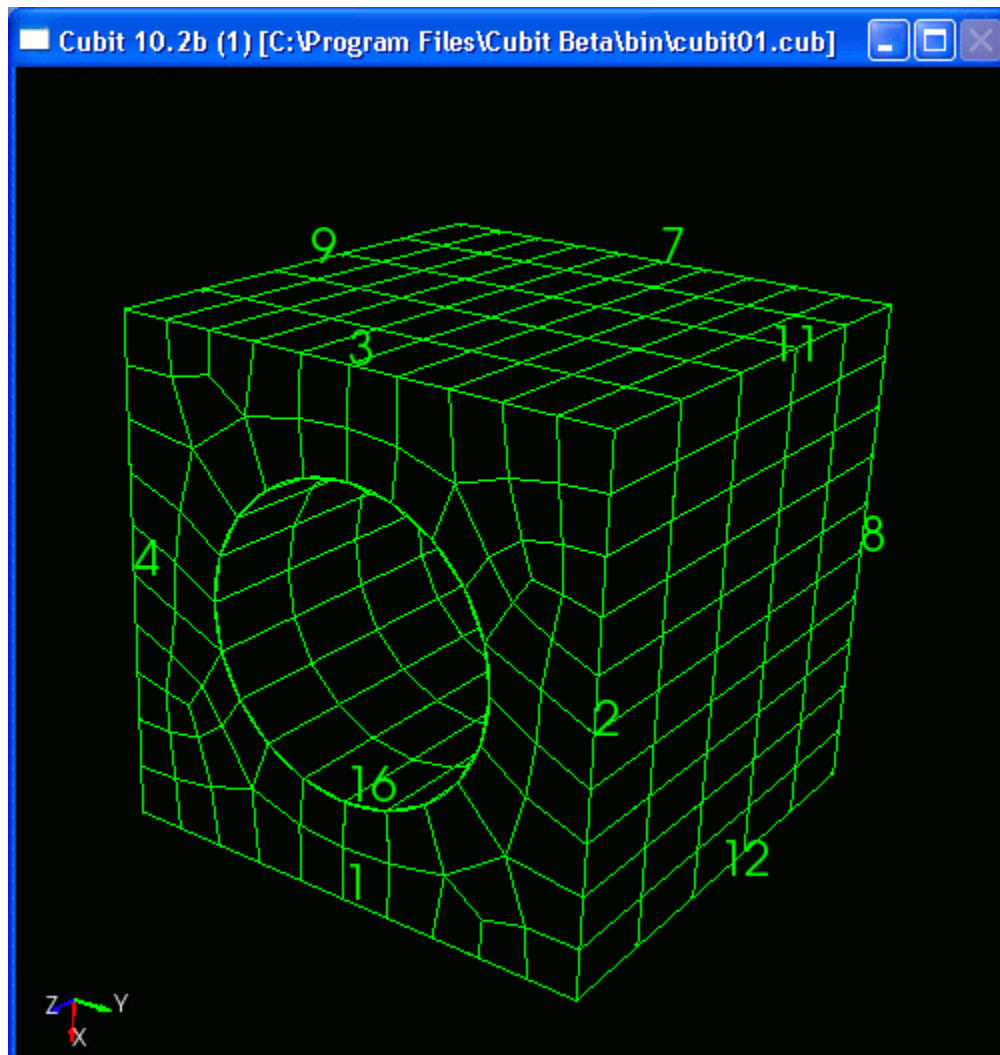 Cubit 10.2b (1) [C:\Program Files\Cubit Beta\bin\cubit01.cub]
9
7
3
11
4
8
2
16
12
1
Z
Y
X